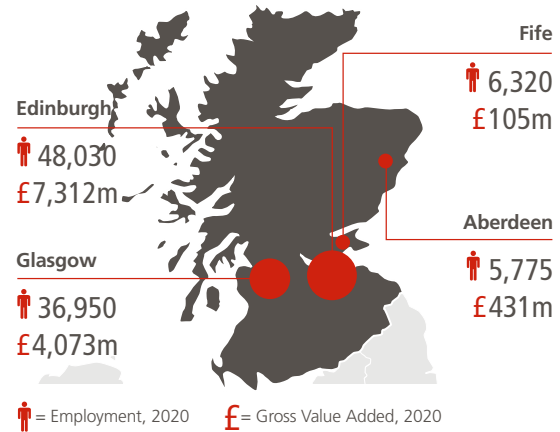 Fife
6,320
£105m
Edinburgh
48,030
£7,312m
Aberdeen
5,775
£431m
Glasgow
36,950
£4,073m
= Employment, 2020
£= Gross Value Added, 2020